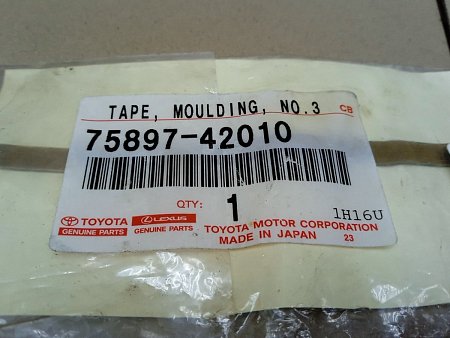 TAPE, MOULDING, NO.3 CB
75897-42010
QTY: 1 1H16U
TOYOTA LEXUS TOYOTA MOTOR CORPORATION
GENUINE PARTS GENUINE PARTS MADE IN JAPAN 23